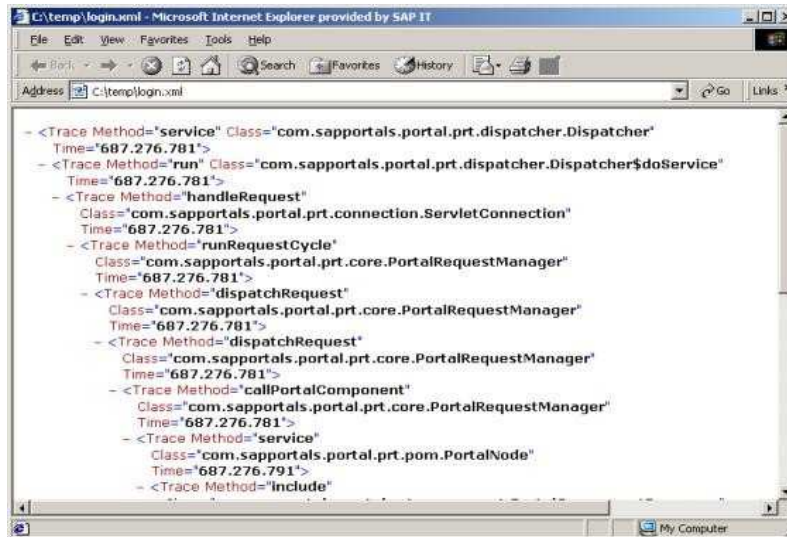 C:\temp\login.xml - Microsoft Internet Explorer provided by SAP IT
File Edit View Favorites Tools Help
Back Search Favorites History
Address C:\temp\login.xml Go Links
- <Trace Method="service" Class="com.sapportals.portal.prt.dispatcher.Dispatcher"
Time="687.276.781">
- <Trace Method="run" Class="com.sapportals.portal.prt.dispatcher.Dispatcher$doService"
Time="687.276.781">
- <Trace Method="handleRequest"
Class="com.sapportals.portal.prt.connection.ServletConnection"
Time="687.276.781">
- <Trace Method="runRequestCycle"
Class="com.sapportals.portal.prt.core.PortalRequestManager"
Time="687.276.781">
- <Trace Method="dispatchRequest"
Class="com.sapportals.portal.prt.core.PortalRequestManager"
Time="687.276.781">
- <Trace Method="dispatchRequest"
Class="com.sapportals.portal.prt.core.PortalRequestManager"
Time="687.276.781">
- <Trace Method="callPortalComponent"
Class="com.sapportals.portal.prt.core.PortalRequestManager"
Time="687.276.781">
- <Trace Method="service"
Class="com.sapportals.portal.prt.pom.PortalNode"
Time="687.276.791">
- <Trace Method="include"
My Computer